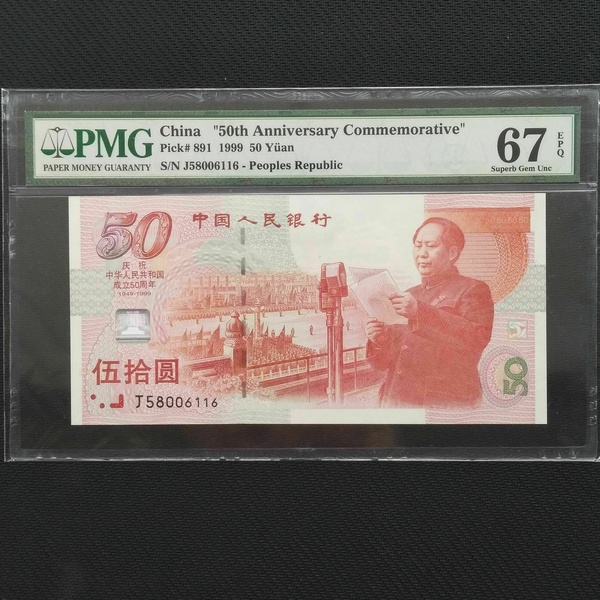 PMG
PAPER MONEY GUARANTY
China "50th Anniversary Commemorative"
Pick# 891 1999 50 Yüan
S/N J58006116 - Peoples Republic
67 EPQ
Superb Gem Unc
50
中国人民银行
庆祝
中华人民共和国
成立50周年
1949-1999
伍拾圆
J58006116
50